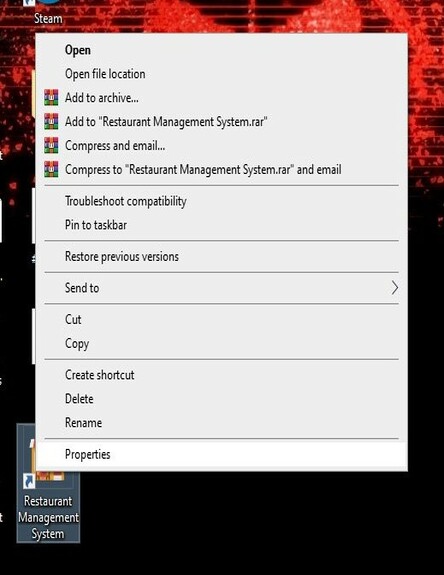 Steam
Open
Open file location
Add to archive...
Add to "Restaurant Management System.rar"
Compress and email...
Compress to "Restaurant Management System.rar" and email
Troubleshoot compatibility
Pin to taskbar
Restore previous versions
Send to
Cut
Copy
Create shortcut
Delete
Rename
Properties
Restaurant
Management
System